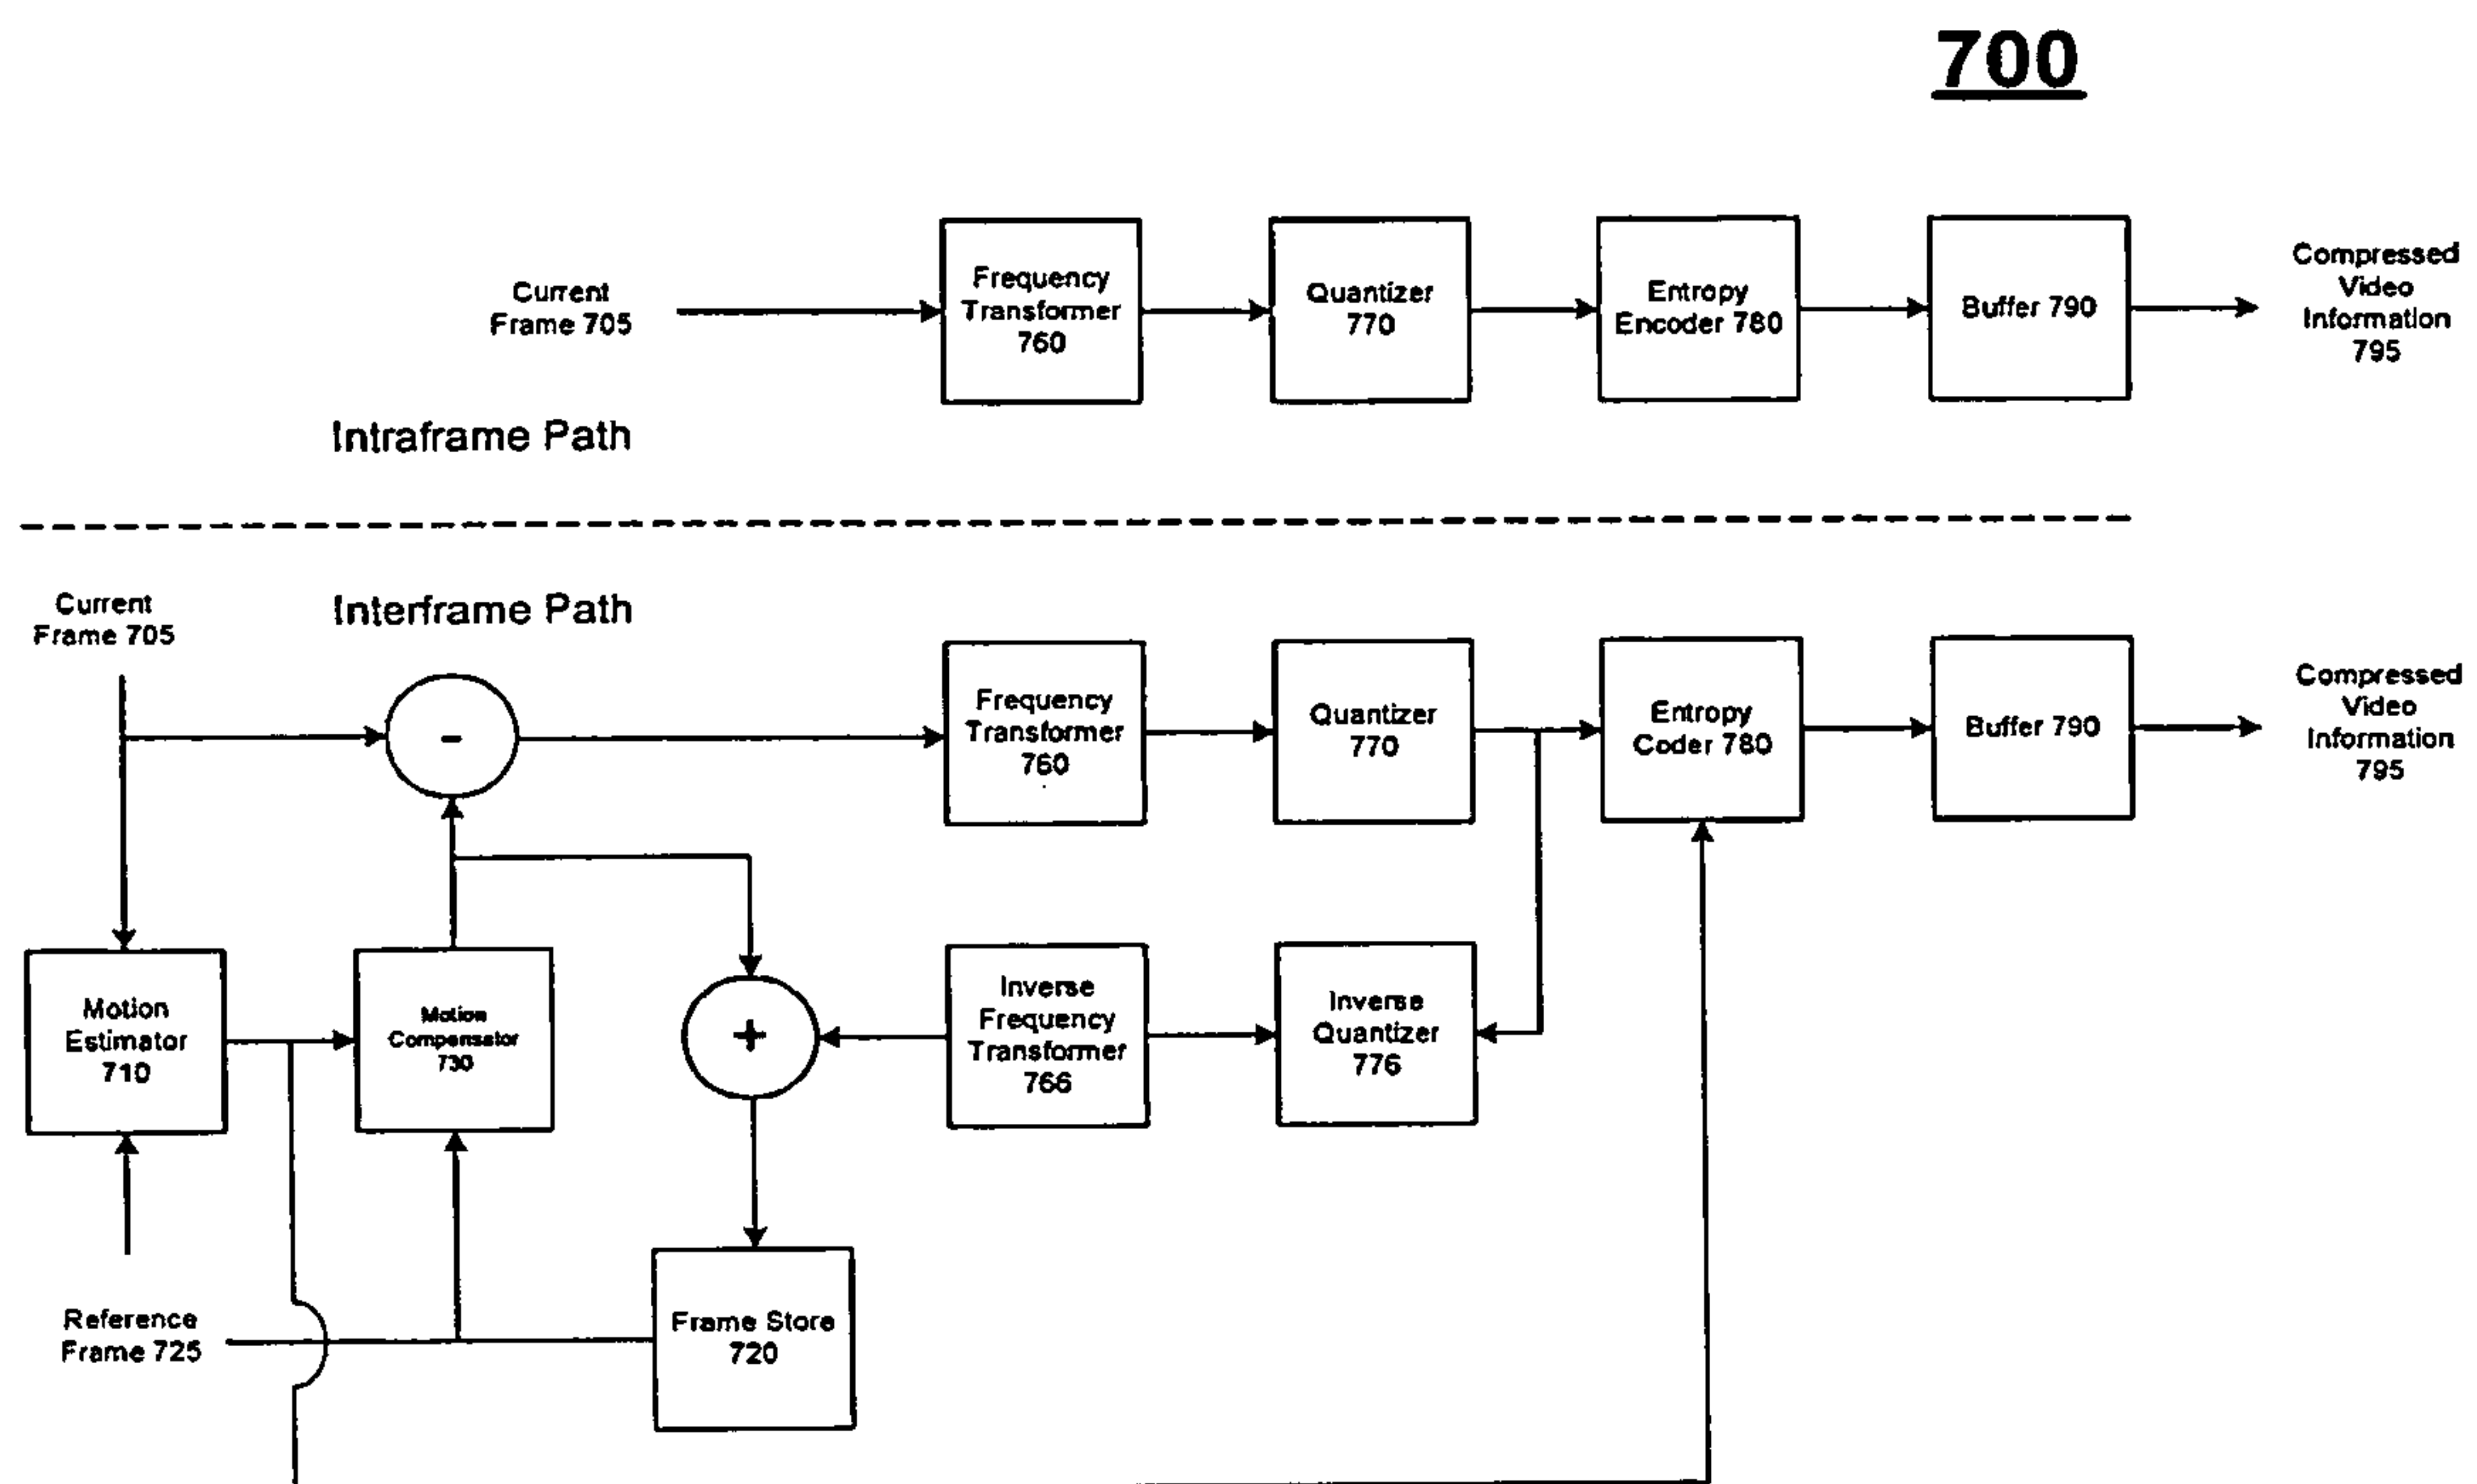 700
Current
Frame 705
Frequency
Transformer
760
Quantizer
770
Entropy
Encoder 780
Buffer 790
Compressed
Video
Information
795
Intraframe Path
Current
Frame 705
Interframe Path
-
Frequency
Transformer
760
Quantizer
770
Entropy
Coder 780
Buffer 790
Compressed
Video
Information
795
Motion
Estimator
710
Motion
Compensator
730
+
Inverse
Frequency
Transformer
766
Inverse
Quantizer
776
Reference
Frame 725
Frame Store
720